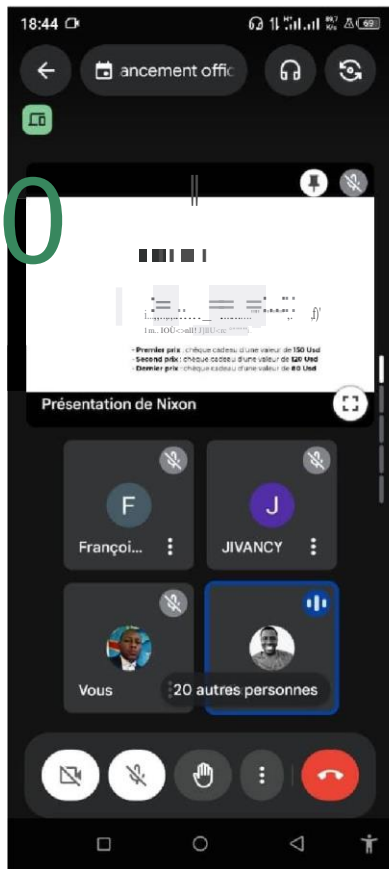 18:44
69
ancement offic
0
- Premier prix : chèque cadeau d'une valeur de 150 Usd
- Second prix : chèque cadeau d'une valeur de 120 Usd
- Dernier prix : chèque cadeau d'une valeur de 80 Usd
Présentation de Nixon
F
Françoi...
J
JIVANCY
Vous
20 autres personnes